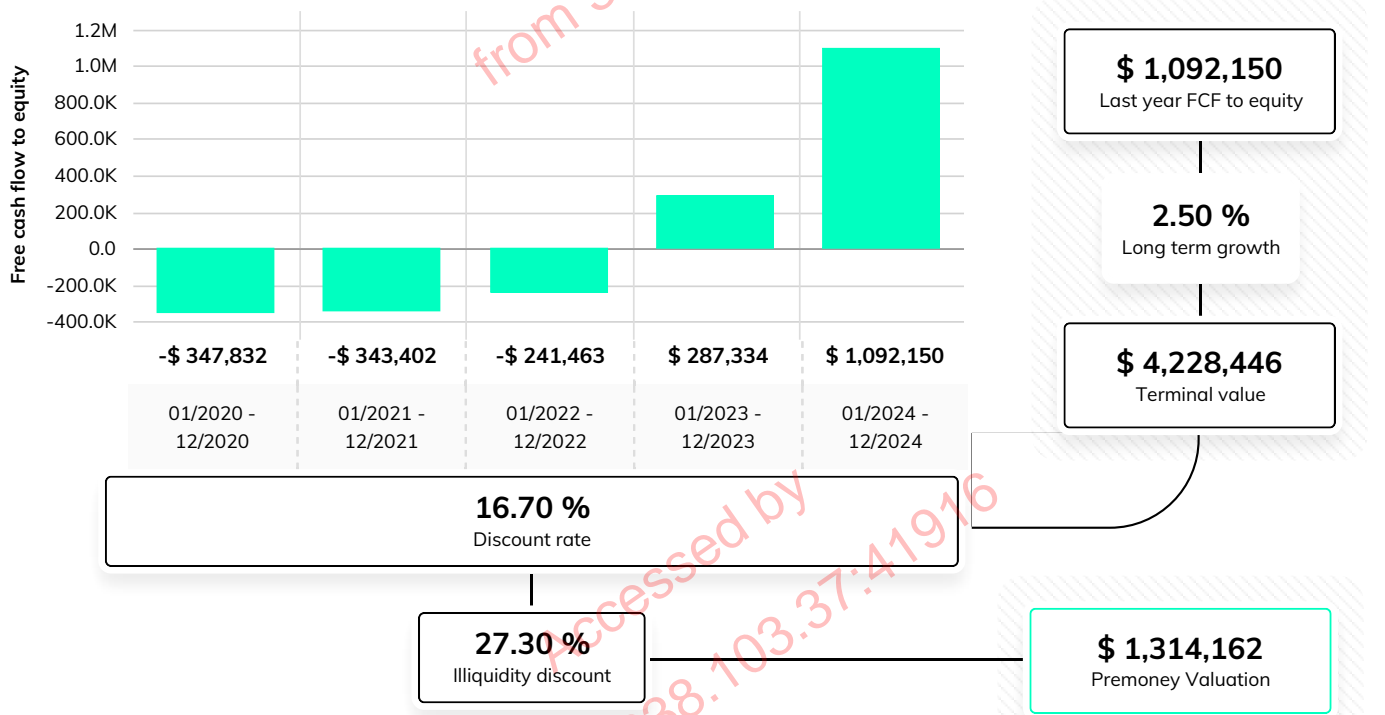 Free cash flow to equity
1.2M
1.0M
800.0K
600.0K
400.0K
200.0K
0.0
-200.0K
-400.0K
-$ 347,832
-$ 343,402
-$ 241,463
$ 287,334
$ 1,092,150
01/2020 -
12/2020
01/2021 -
12/2021
01/2022 -
12/2022
01/2023 -
12/2023
01/2024 -
12/2024
$ 1,092,150
Last year FCF to equity
2.50 %
Long term growth
$ 4,228,446
Terminal value
16.70 %
Discount rate
27.30 %
Illiquidity discount
$ 1,314,162
Premoney Valuation
from
Accessed by
38.103.37:41916